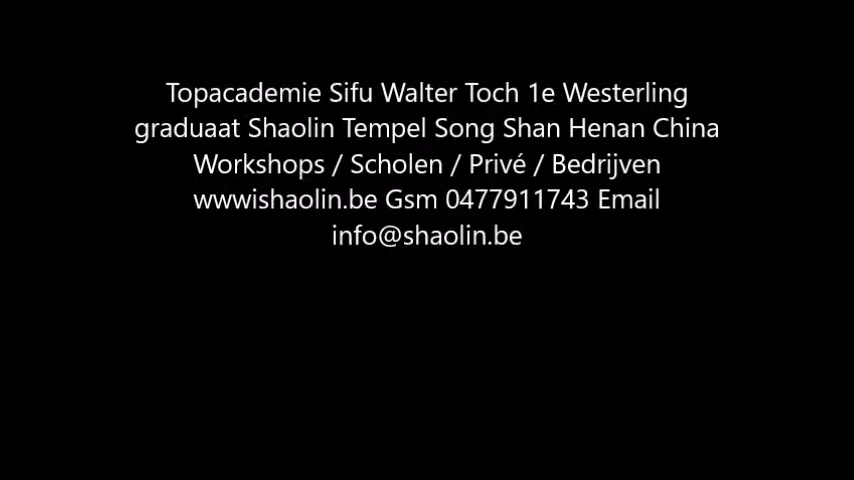 Topacademie Sifu Walter Toch 1e Westerling
graduaat Shaolin Tempel Song Shan Henan China
Workshops / Scholen / Privé / Bedrijven
wwwishaolin.be Gsm 0477911743 Email
info@shaolin.be